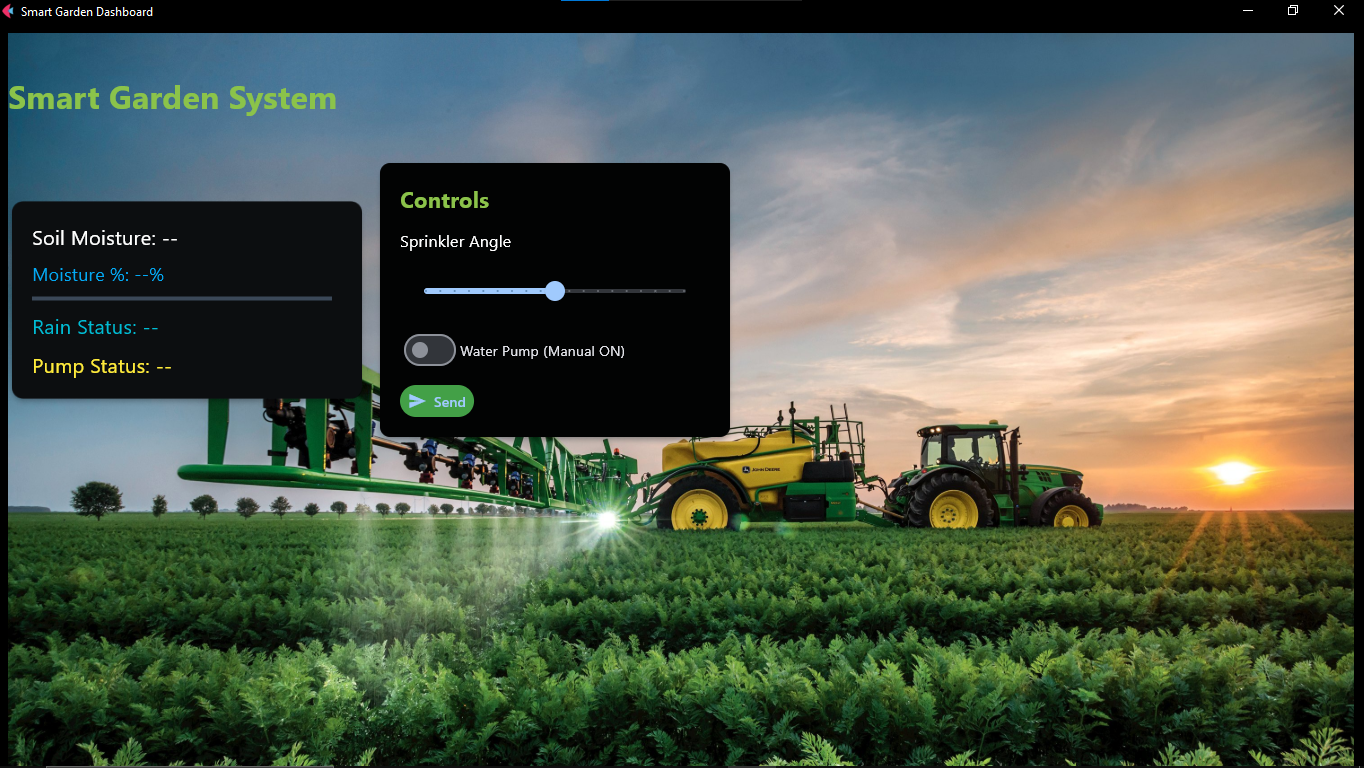 Smart Garden Dashboard
Smart Garden System
Soil Moisture: --
Moisture %: --%
Rain Status: --
Pump Status: --
Controls
Sprinkler Angle
Water Pump (Manual ON)
Send
JOHN DEERE